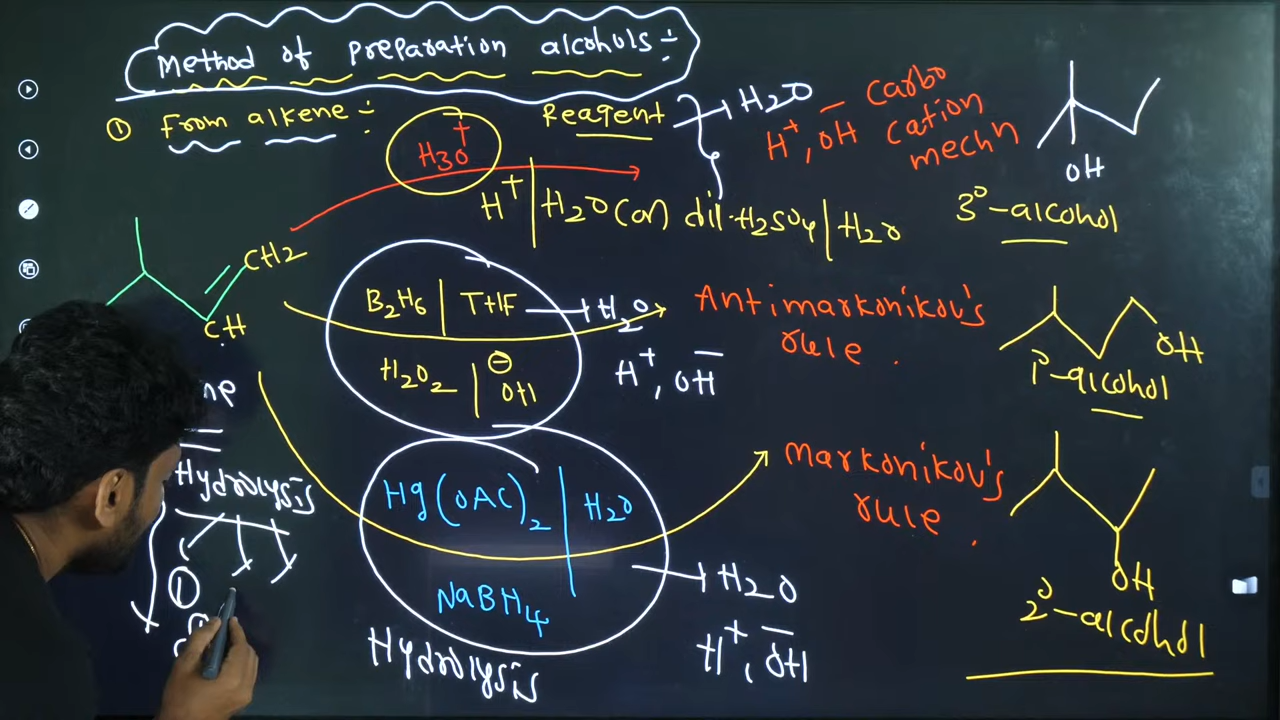 Method of preparation alcohols :-
① From alkene :-
Reagent
H₂O
H⁺, OH⁻
carbo
cation
mechn
H₃O⁺
H⁺ | H₂O (or) dil·H₂SO₄ | H₂O
OH
3°-alcohol
CH2
CH
B₂H₆ | THF
H₂O₂ | OH⊖
H₂O
H⁺, OH⁻
Antimarkonikov's
rule .
OH
1°-alcohol
Hydrolysis
①
Hg(OAC)₂ | H₂O
NaBH₄
Hydrolysis
H₂O
H⁺, OH⁻
markonikov's
rule .
OH
2°-alcohol